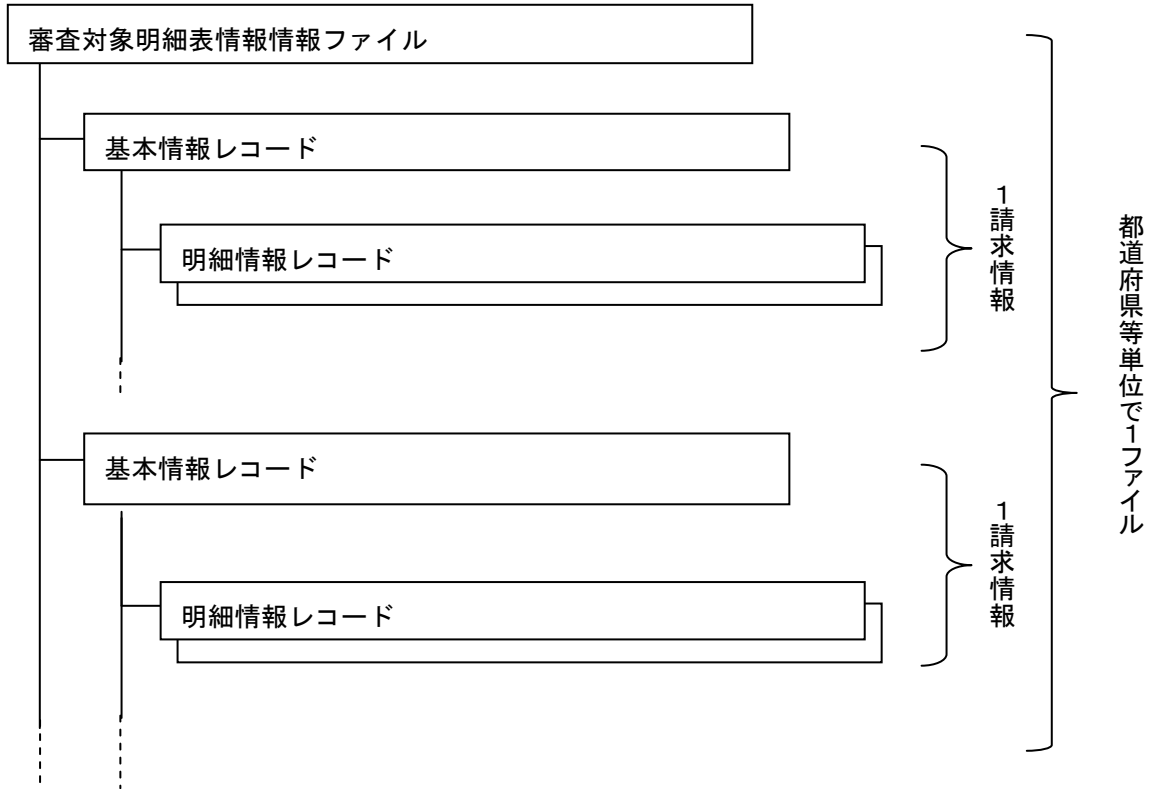 審査対象明細表情報情報ファイル
基本情報レコード
明細情報レコード
1請求情報
基本情報レコード
明細情報レコード
1請求情報
都道府県等単位で1ファイル